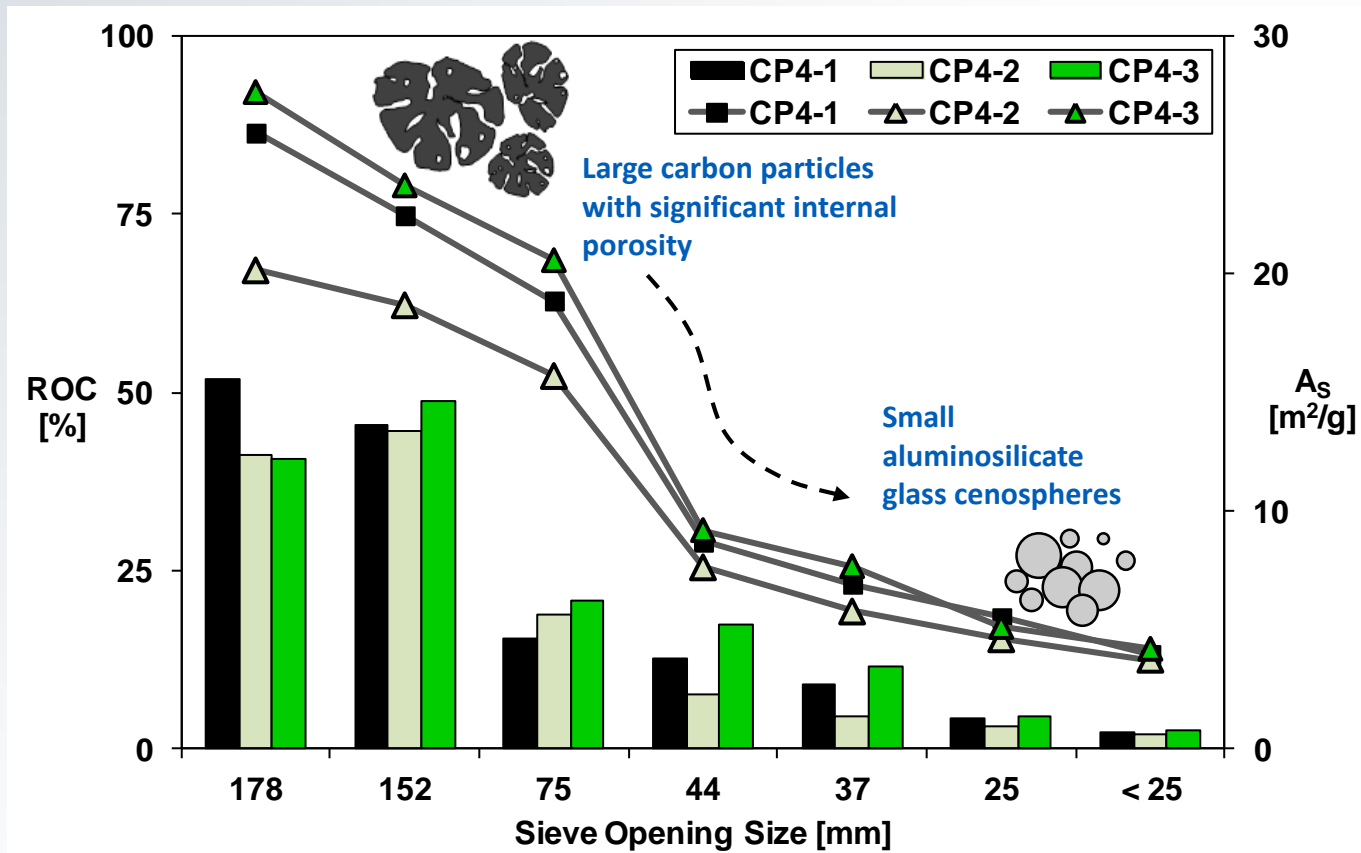 100
75
50
25
0
ROC
[%]
30
20
10
0
A_S
[m²/g]
CP4-1 CP4-2 CP4-3
CP4-1 CP4-2 CP4-3
Large carbon particles
with significant internal
porosity
Small
aluminosilicate
glass cenospheres
178 152 75 44 37 25 < 25
Sieve Opening Size [mm]